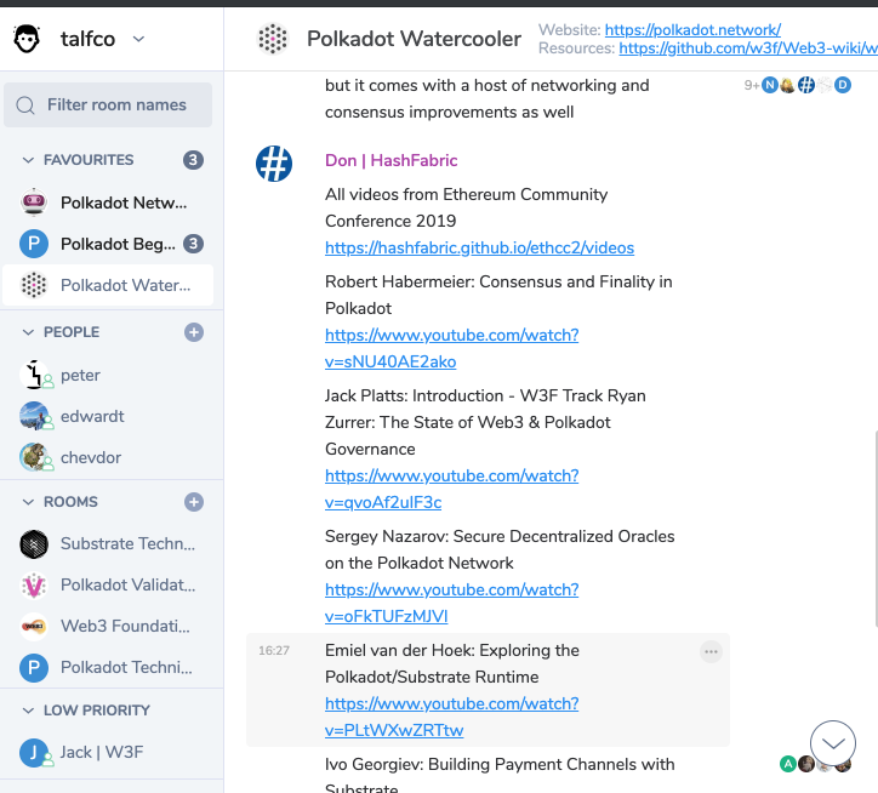 talfco
Filter room names
FAVOURITES 3
Polkadot Netw...
P Polkadot Beg... 3
Polkadot Water...
PEOPLE
peter
edwardt
chevdor
ROOMS
Substrate Techn...
Polkadot Validat...
Web3 Foundati...
P Polkadot Techni...
LOW PRIORITY
J Jack | W3F
Polkadot Watercooler
Website: https://polkadot.network/
Resources: https://github.com/w3f/Web3-wiki/w
but it comes with a host of networking and
consensus improvements as well
9+ N # D
# Don | HashFabric
All videos from Ethereum Community
Conference 2019
https://hashfabric.github.io/ethcc2/videos
Robert Habermeier: Consensus and Finality in
Polkadot
https://www.youtube.com/watch?
v=sNU40AE2ako
Jack Platts: Introduction - W3F Track Ryan
Zurrer: The State of Web3 & Polkadot
Governance
https://www.youtube.com/watch?
v=qvoAf2ulF3c
Sergey Nazarov: Secure Decentralized Oracles
on the Polkadot Network
https://www.youtube.com/watch?
v=oFkTUFzMJVI
16:27 Emiel van der Hoek: Exploring the
Polkadot/Substrate Runtime
https://www.youtube.com/watch?
v=PLtWXwZRTtw
Ivo Georgiev: Building Payment Channels with
Substrate
A